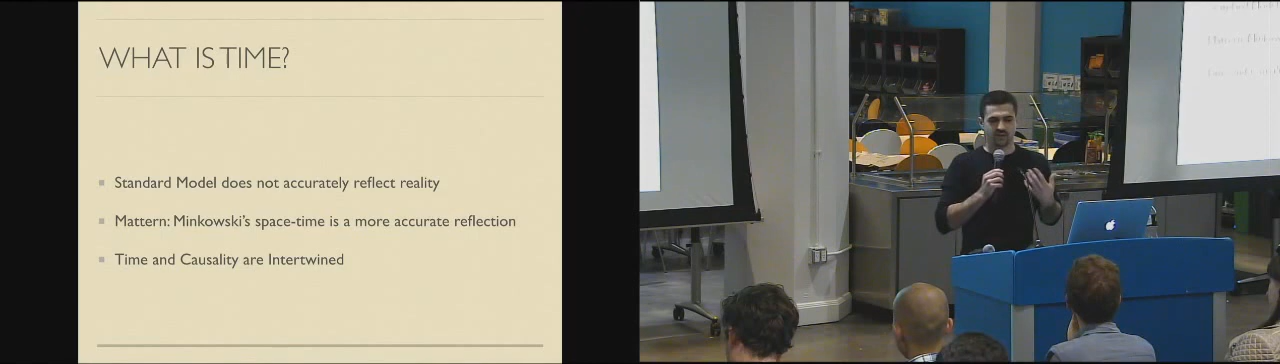 WHAT IS TIME?
Standard Model does not accurately reflect reality
Mattern: Minkowski's space-time is a more accurate reflection
Time and Causality are Intertwined